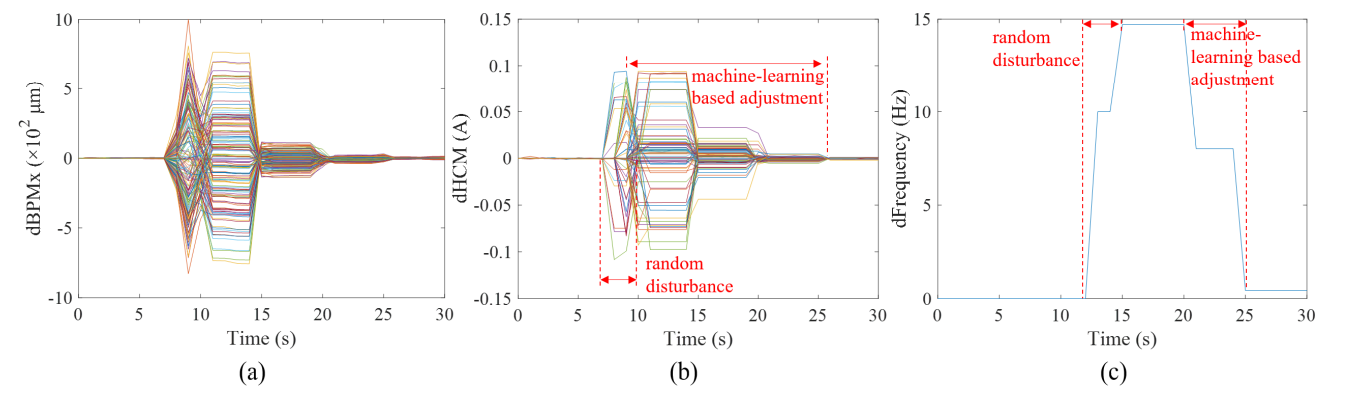 10
5
0
-5
-10
dBPMx (×10² μm}
0
5
10
15
20
25
30
Time (s)
(a)
0.15
0.1
0.05
0
-0.05
-0.1
-0.15
dHCM (A)
machine-learning
based adjustment
random
disturbance
0
5
10
15
20
25
30
Time (s)
(b)
15
10
5
0
dFrequency (Hz)
random
disturbance
machine-
learning based
adjustment
0
5
10
15
20
25
30
Time (s)
(c)